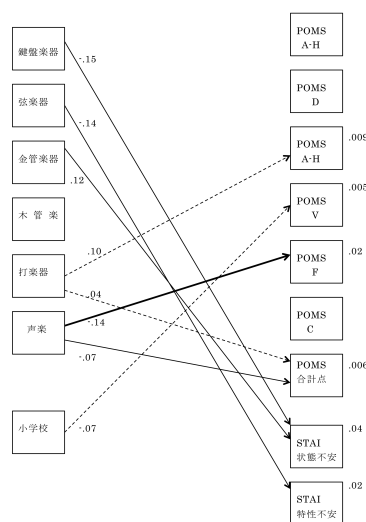 鍵盤楽器
弦楽器
金管楽器
木 管 楽
打楽器
声楽
小学校
-.15
-.14
.12
.10
.04
-.14
-.07
-.07
POMS
A-H
POMS
D
POMS
A-H
.009
POMS
V
.005
POMS
F
.02
POMS
C
POMS
合計点
.006
STAI
状態不安
.04
STAI
特性不安
.02